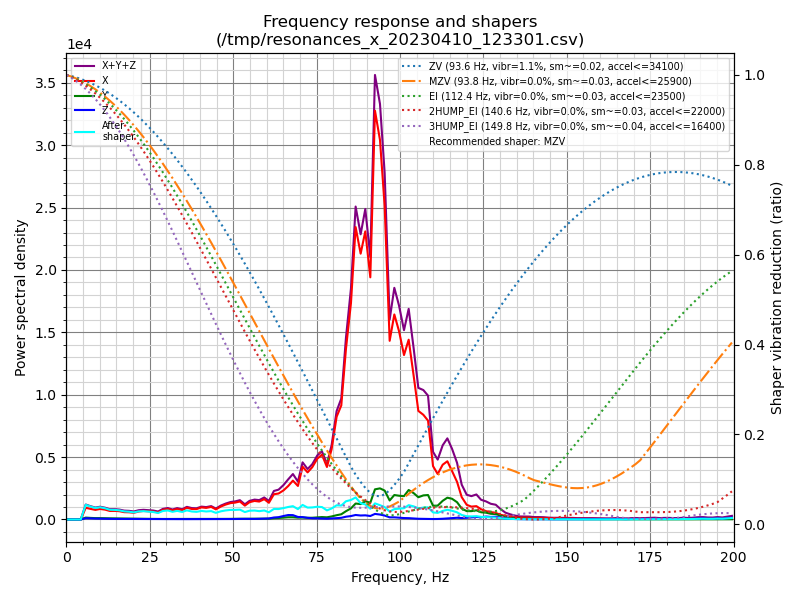 Frequency response and shapers
(/tmp/resonances_x_20230410_123301.csv)
1e4
X+Y+Z
X
Y
Z
After
shaper
ZV (93.6 Hz, vibr=1.1%, sm~=0.02, accel<=34100)
MZV (93.8 Hz, vibr=0.0%, sm~=0.03, accel<=25900)
EI (112.4 Hz, vibr=0.0%, sm~=0.03, accel<=23500)
2HUMP_EI (140.6 Hz, vibr=0.0%, sm~=0.03, accel<=22000)
3HUMP_EI (149.8 Hz, vibr=0.0%, sm~=0.04, accel<=16400)
Recommended shaper: MZV
3.5
3.0
2.5
2.0
1.5
1.0
0.5
0.0
Power spectral density
1.0
0.8
0.6
0.4
0.2
0.0
Shaper vibration reduction (ratio)
0 25 50 75 100 125 150 175 200
Frequency, Hz